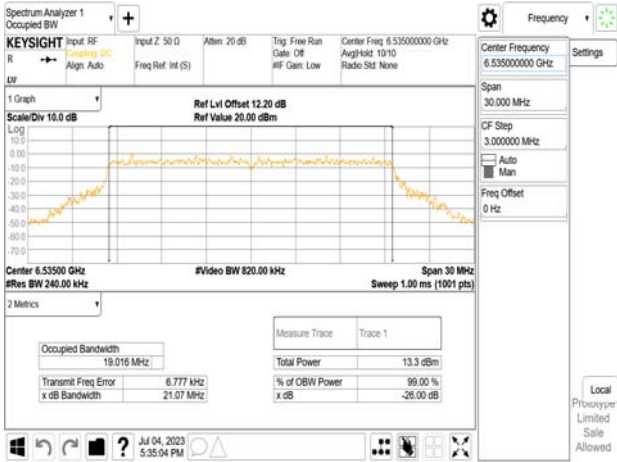 Spectrum Analyzer 1
Occupied BW
Frequency
KEYSIGHT
Input: RF
Coupling: DC
Align: Auto
Input Z: 50 Ω
Freq Ref: Int (S)
Atten: 20 dB
Trig: Free Run
Gate: Off
#IF Gain: Low
Center Freq: 6.535000000 GHz
Avg|Hold: 10/10
Radio Std: None
R
LXI
Center Frequency
6.535000000 GHz
Settings
Span
30.000 MHz
CF Step
3.000000 MHz
Auto
Man
Freq Offset
0 Hz
1 Graph
Scale/Div 10.0 dB
Ref Lvl Offset 12.20 dB
Ref Value 20.00 dBm
Log
10.0
0.00
-10.0
-20.0
-30.0
-40.0
-50.0
-60.0
-70.0
Center 6.53500 GHz
#Res BW 240.00 kHz
#Video BW 820.00 kHz
Span 30 MHz
Sweep 1.00 ms (1001 pts)
2 Metrics
Measure Trace
Trace 1
Occupied Bandwidth
19.016 MHz
Total Power
13.3 dBm
Transmit Freq Error
6.777 kHz
% of OBW Power
99.00 %
x dB Bandwidth
21.07 MHz
x dB
-26.00 dB
Local
Prototype
Limited
Sale
Allowed
Jul 04, 2023
5:35:04 PM